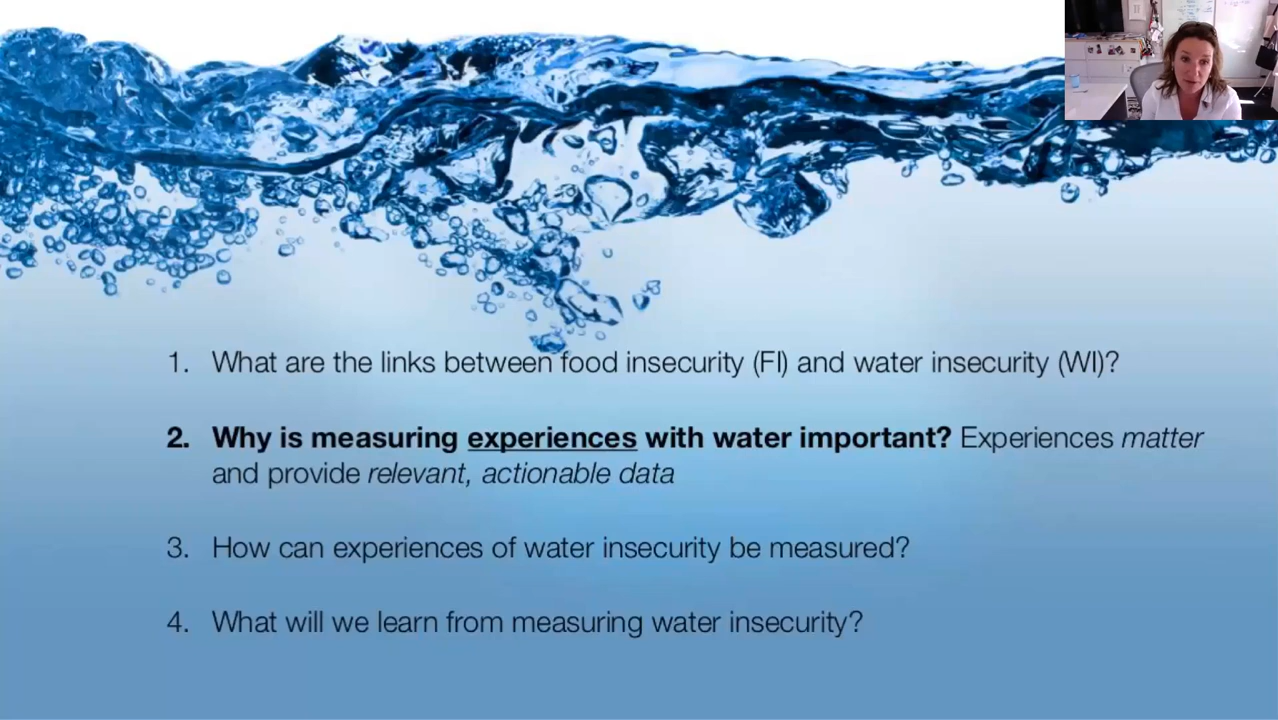 1. What are the links between food insecurity (FI) and water insecurity (WI)?
2. Why is measuring experiences with water important? Experiences matter
and provide relevant, actionable data
3. How can experiences of water insecurity be measured?
4. What will we learn from measuring water insecurity?